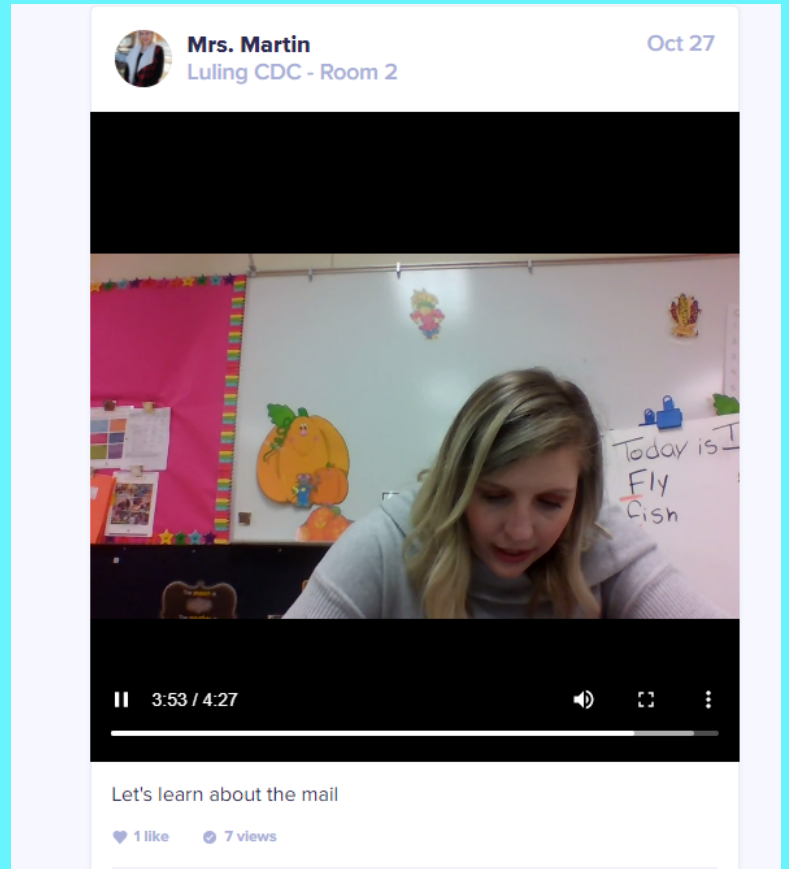 Mrs. Martin
Oct 27
Luling CDC - Room 2
Today is
Fly
fish
3:53 / 4:27
Let's learn about the mail
1 like
7 views